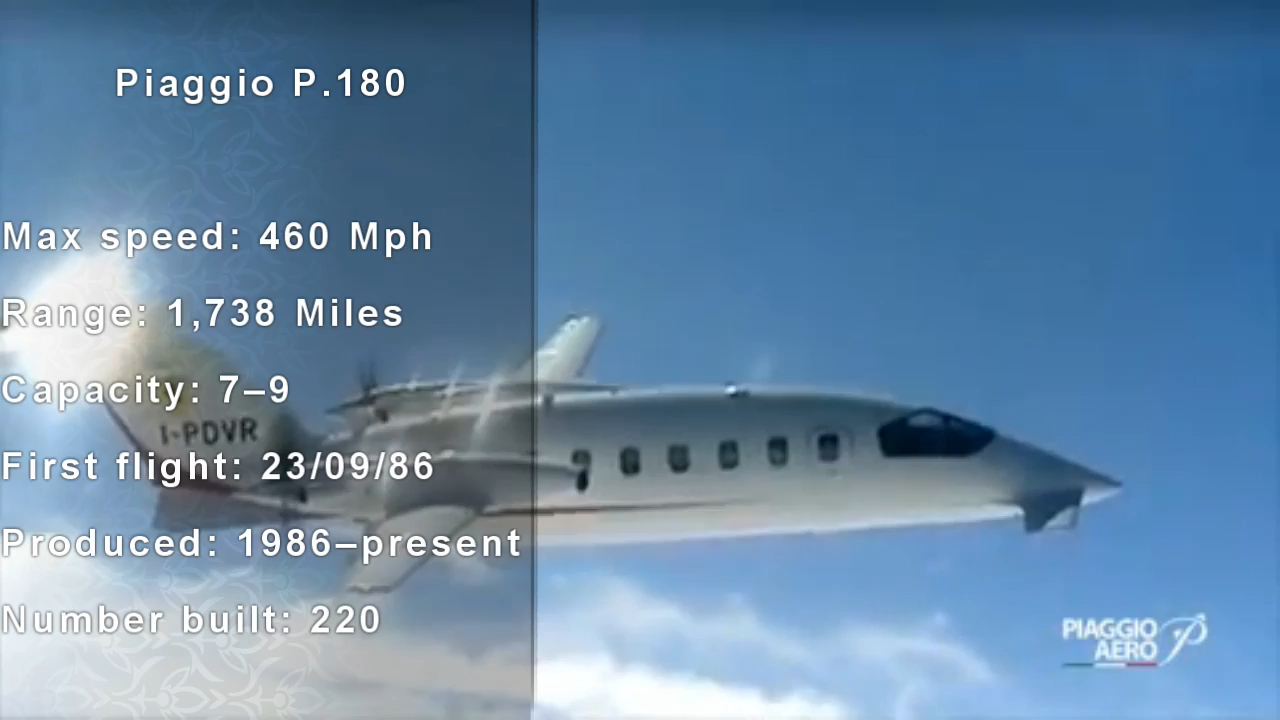 Piaggio P.180
Max speed: 460 Mph
Range: 1,738 Miles
Capacity: 7–9
I-PDVR
First flight: 23/09/86
Produced: 1986–present
Number built: 220
PIAGGIO
AERO